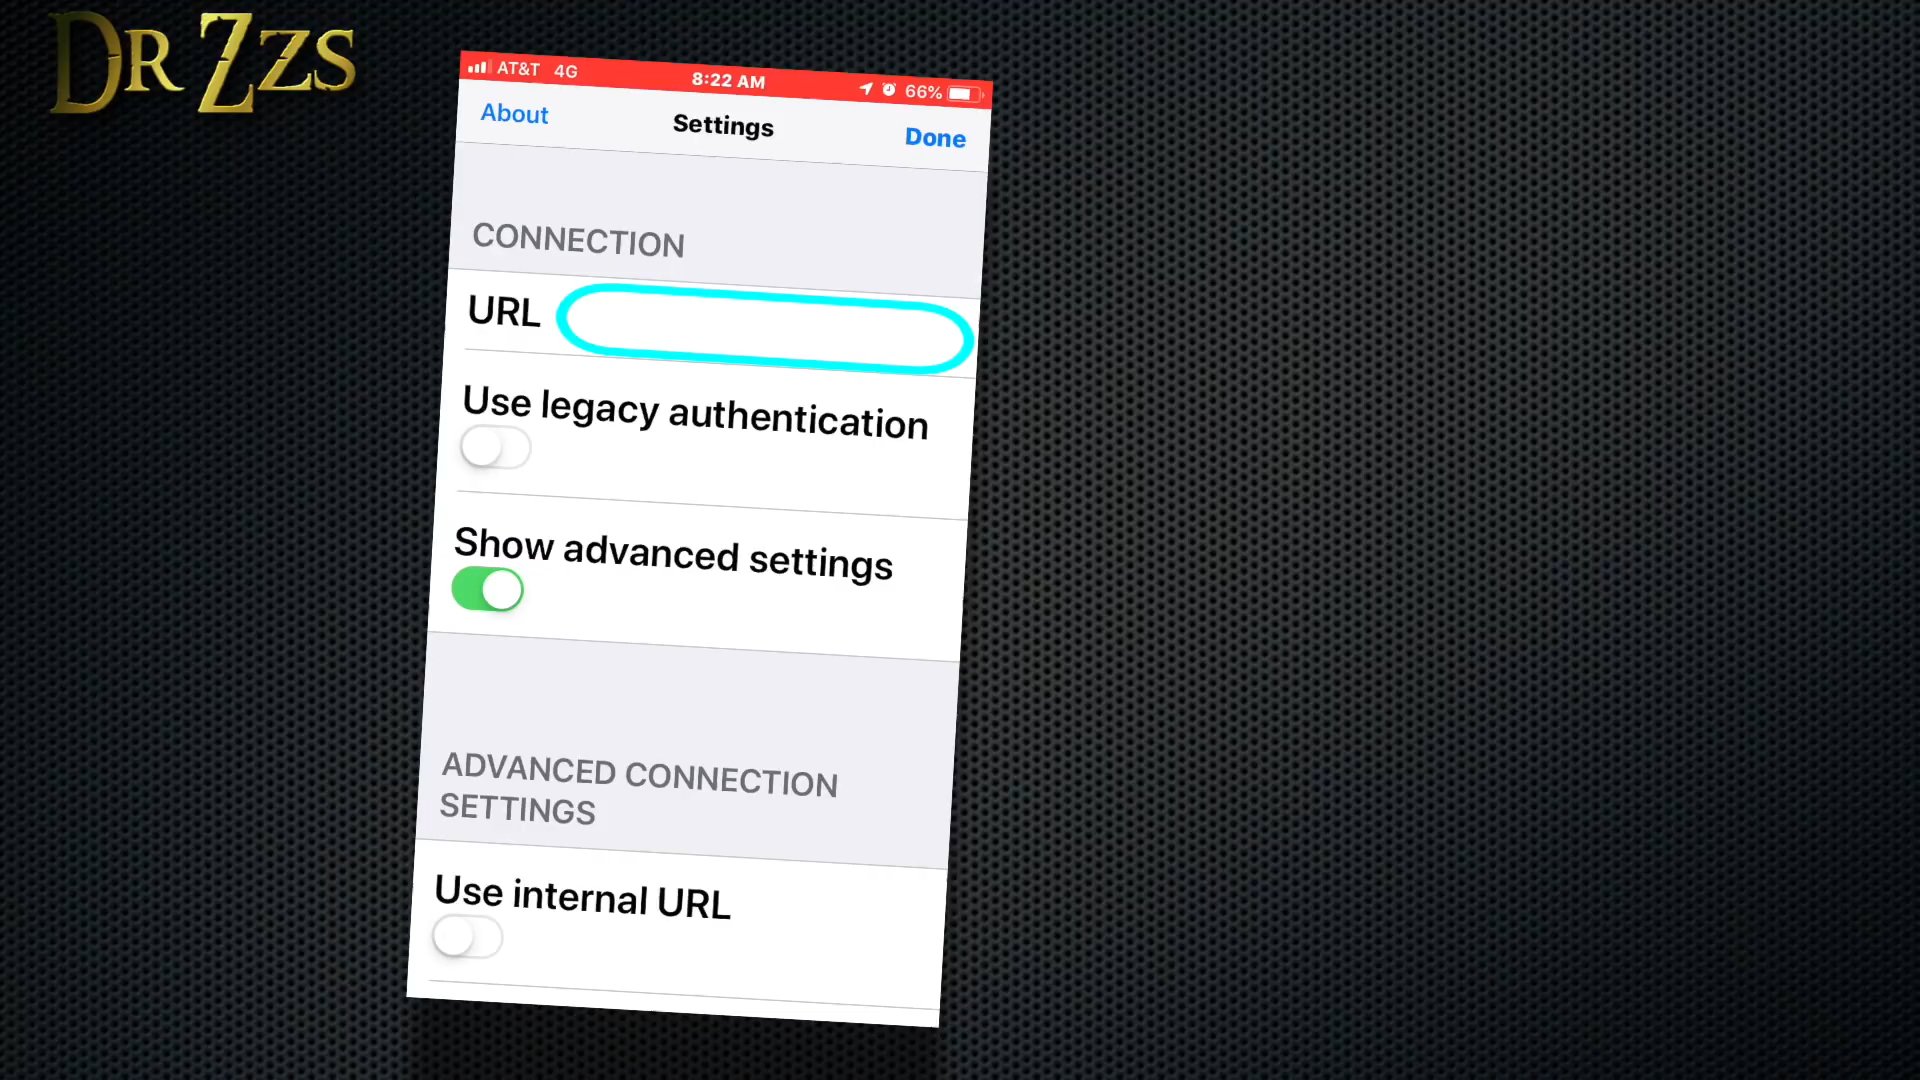 DR ZZS
AT&T 4G 8:22 AM 66%
About Settings Done
CONNECTION
URL
Use legacy authentication
Show advanced settings
ADVANCED CONNECTION
SETTINGS
Use internal URL